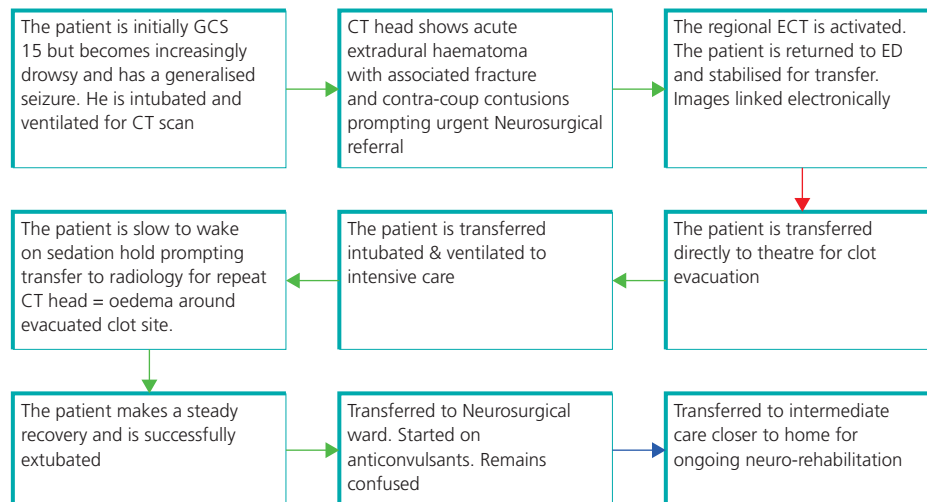 The patient is initially GCS
15 but becomes increasingly
drowsy and has a generalised
seizure. He is intubated and
ventilated for CT scan
CT head shows acute
extradural haematoma
with associated fracture
and contra-coup contusions
prompting urgent Neurosurgical
referral
The regional ECT is activated.
The patient is returned to ED
and stabilised for transfer.
Images linked electronically
The patient is transferred
directly to theatre for clot
evacuation
The patient is transferred
intubated & ventilated to
intensive care
The patient is slow to wake
on sedation hold prompting
transfer to radiology for repeat
CT head = oedema around
evacuated clot site.
The patient makes a steady
recovery and is successfully
extubated
Transferred to Neurosurgical
ward. Started on
anticonvulsants. Remains
confused
Transferred to intermediate
care closer to home for
ongoing neuro-rehabilitation